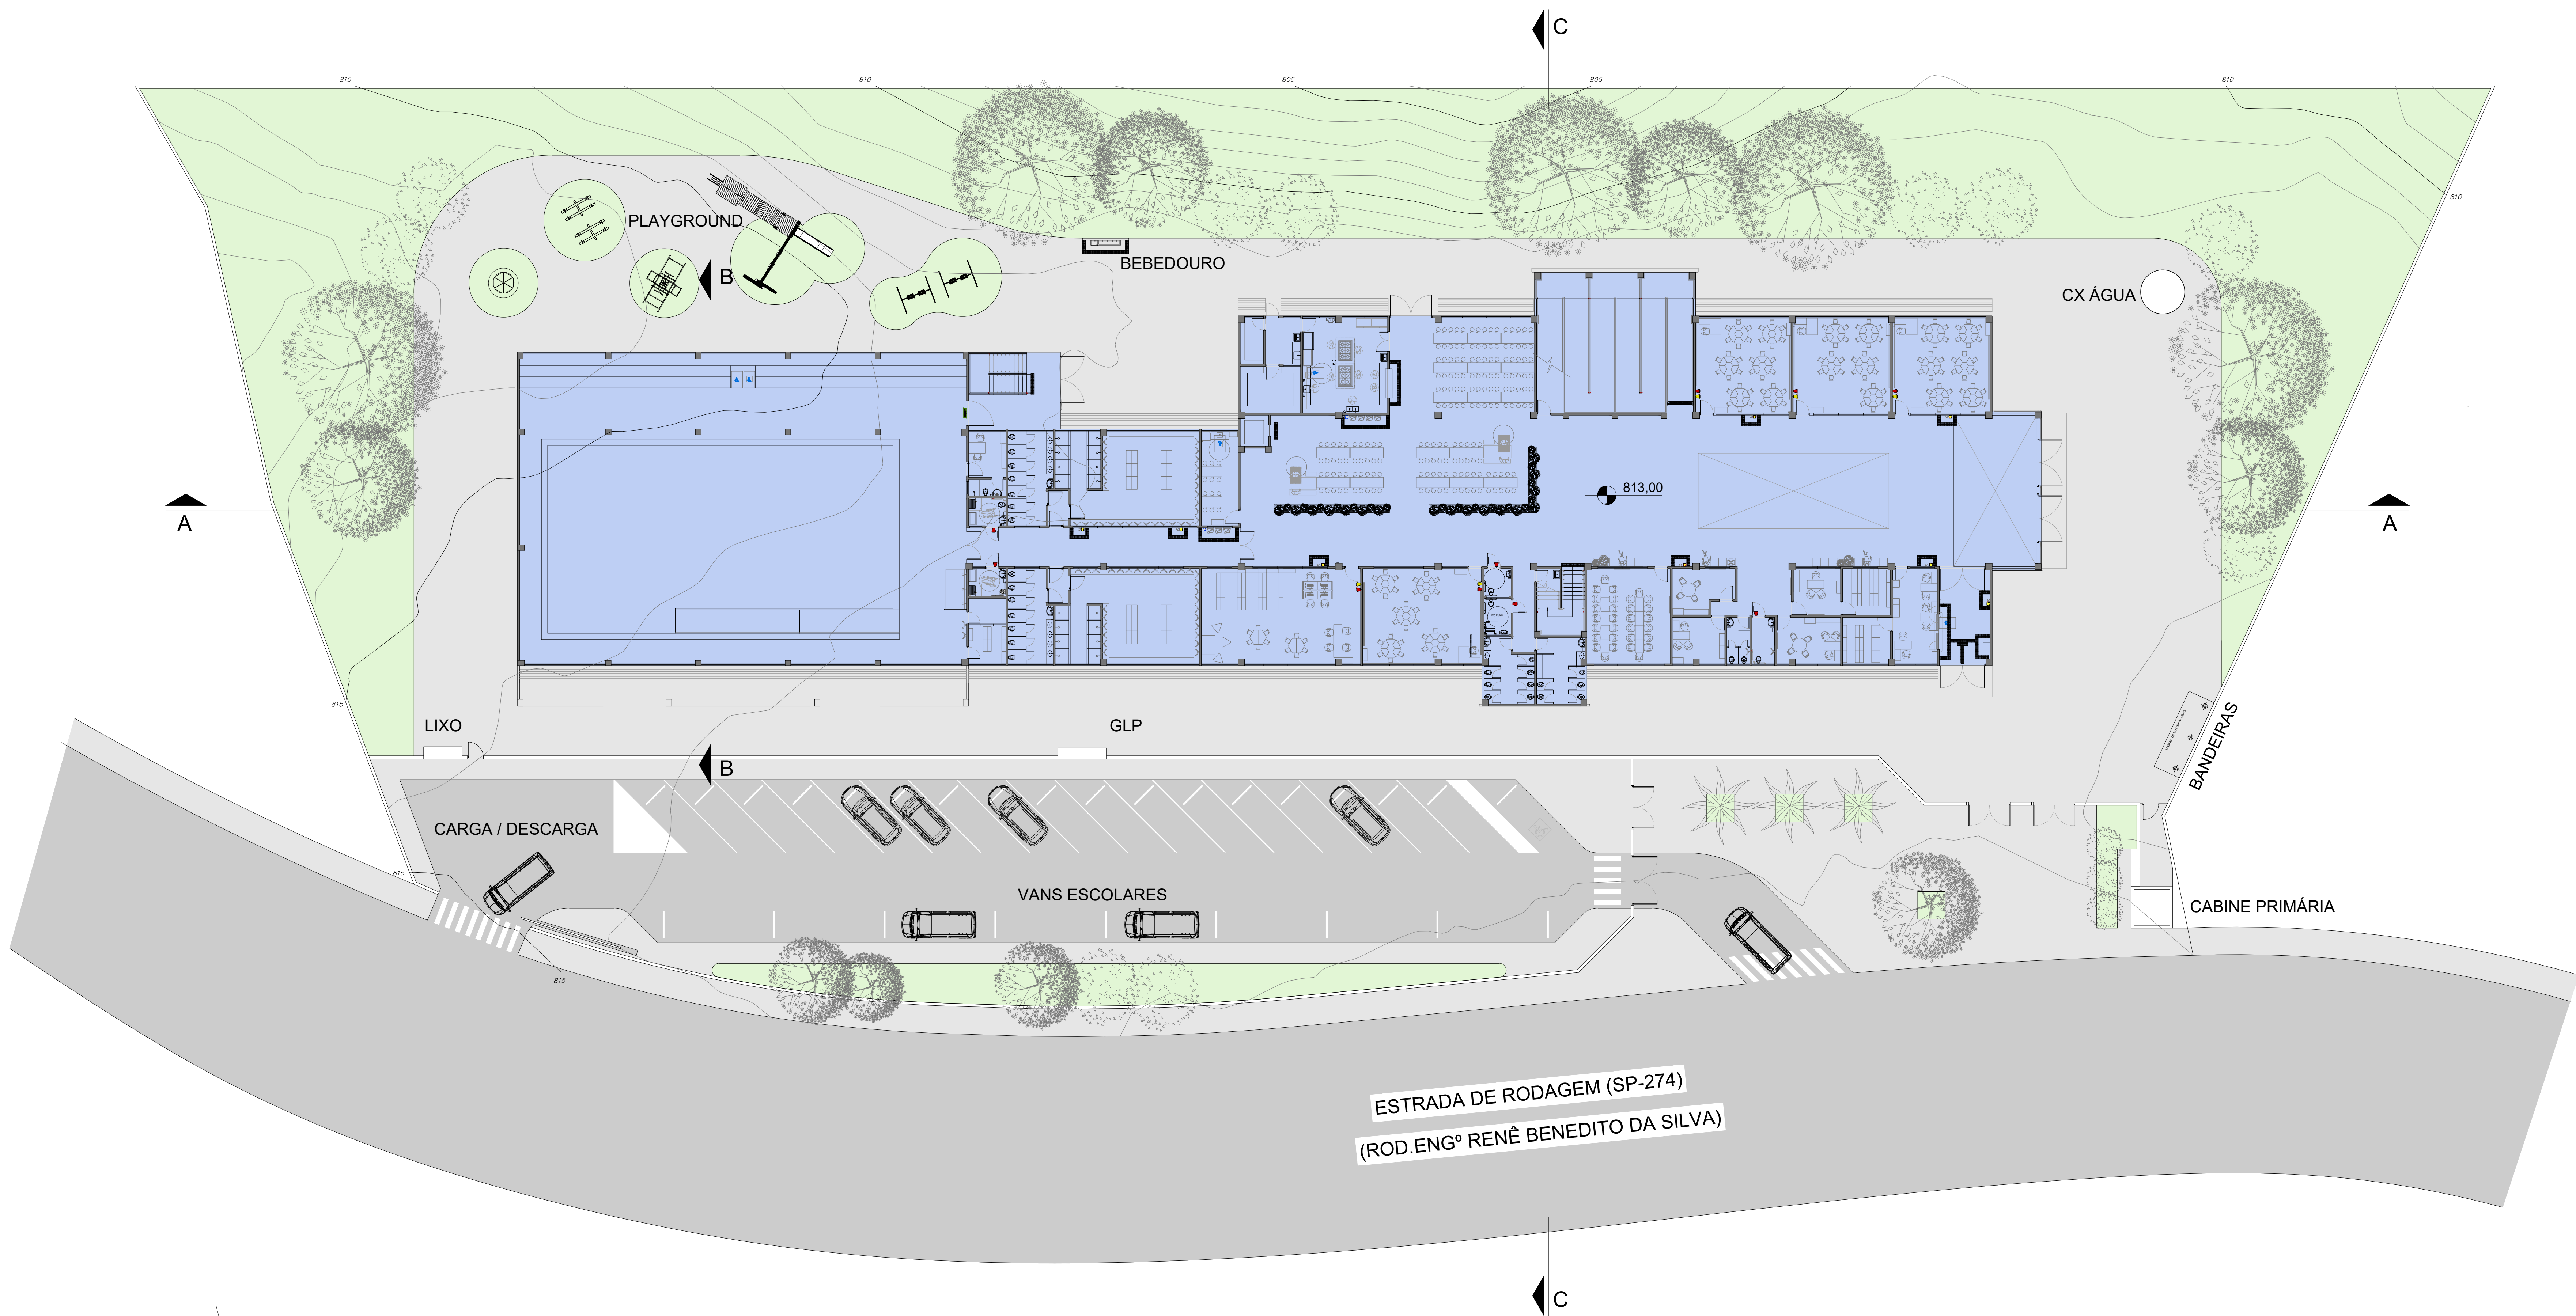 C
815
810
805
805
810
810
PLAYGROUND
B
BEBEDOURO
CX ÁGUA
A
813,00
A
815
LIXO
GLP
BANDEIRAS
B
CARGA / DESCARGA
815
VANS ESCOLARES
CABINE PRIMÁRIA
815
ESTRADA DE RODAGEM (SP-274)
(ROD.ENGº RENÊ BENEDITO DA SILVA)
C